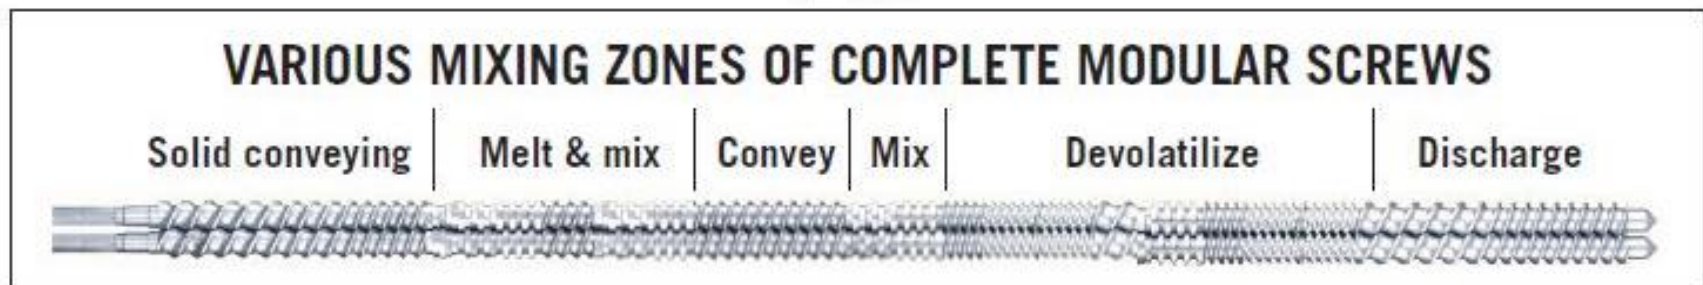 VARIOUS MIXING ZONES OF COMPLETE MODULAR SCREWS
Solid conveying Melt & mix Convey Mix Devolatilize Discharge